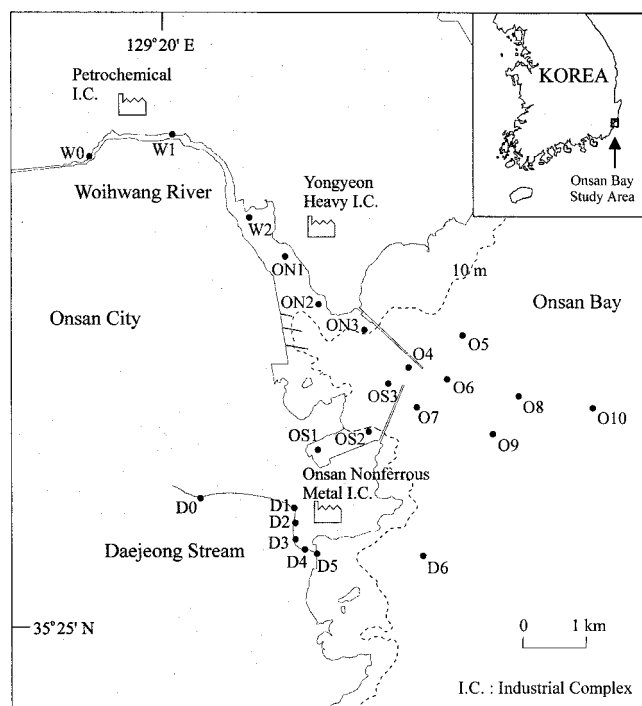 129°20' E
Petrochemical
I.C.
KOREA
W0
W1
Onsan Bay
Study Area
Woihwang River
Yongyeon
Heavy I.C.
W2
ON1
10 m
ON2
Onsan Bay
Onsan City
ON3
O5
O4
O6
OS3
O8
O7
O10
OS1
OS2
O9
Onsan Nonferrous
Metal I.C.
D0
D1
D2
D3
Daejeong Stream
D4
D5
D6
35°25' N
0 1 km
I.C. : Industrial Complex